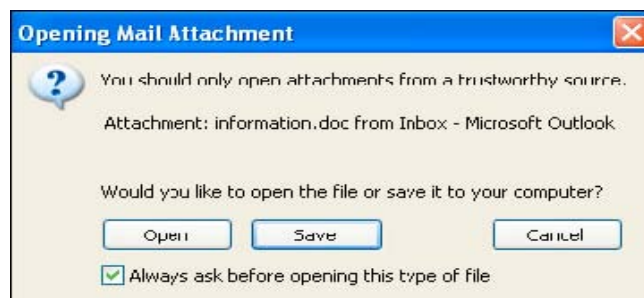 Opening Mail Attachment
You should only open attachments from a trustworthy source.
Attachment: information.doc from Inbox - Microsoft Outlook
Would you like to open the file or save it to your computer?
Open Save Cancel
Always ask before opening this type of file